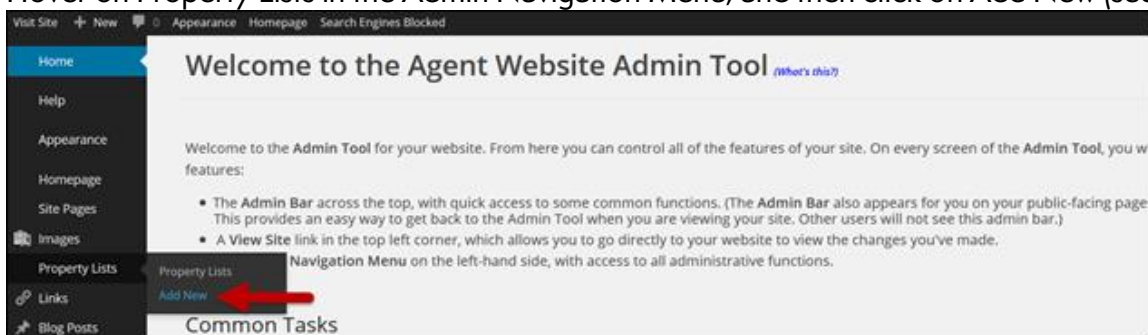 Hover on Property Lists in the Admin Navigation Menu, and then click on Add New (see
Visit Site + New 0 Appearance Homepage Search Engines Blocked
Home
Welcome to the Agent Website Admin Tool (What's this?)
Help
Appearance
Welcome to the Admin Tool for your website. From here you can control all of the features of your site. On every screen of the Admin Tool, you w
features:
Homepage
Site Pages
• The Admin Bar across the top, with quick access to some common functions. (The Admin Bar also appears for you on your public-facing page
This provides an easy way to get back to the Admin Tool when you are viewing your site. Other users will not see this admin bar.)
Images
• A View Site link in the top left corner, which allows you to go directly to your website to view the changes you've made.
Property Lists
Navigation Menu on the left-hand side, with access to all administrative functions.
Property Lists
Add New
Links
Blog Posts
Common Tasks